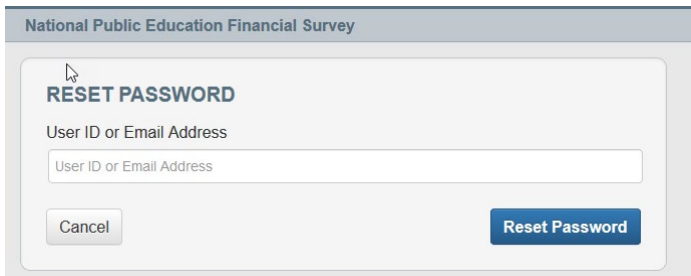 National Public Education Financial Survey
RESET PASSWORD
User ID or Email Address
User ID or Email Address
Cancel Reset Password